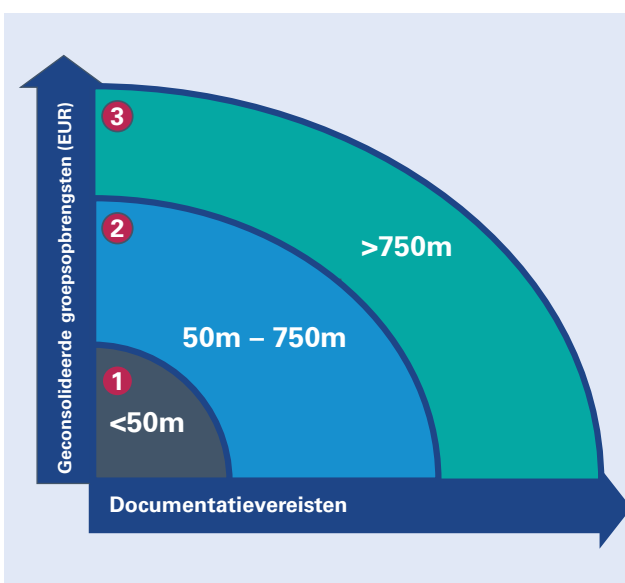 Geconsolideerde groepsopbrengsten (EUR)
3
>750m
2
50m – 750m
1
<50m
Documentatievereisten